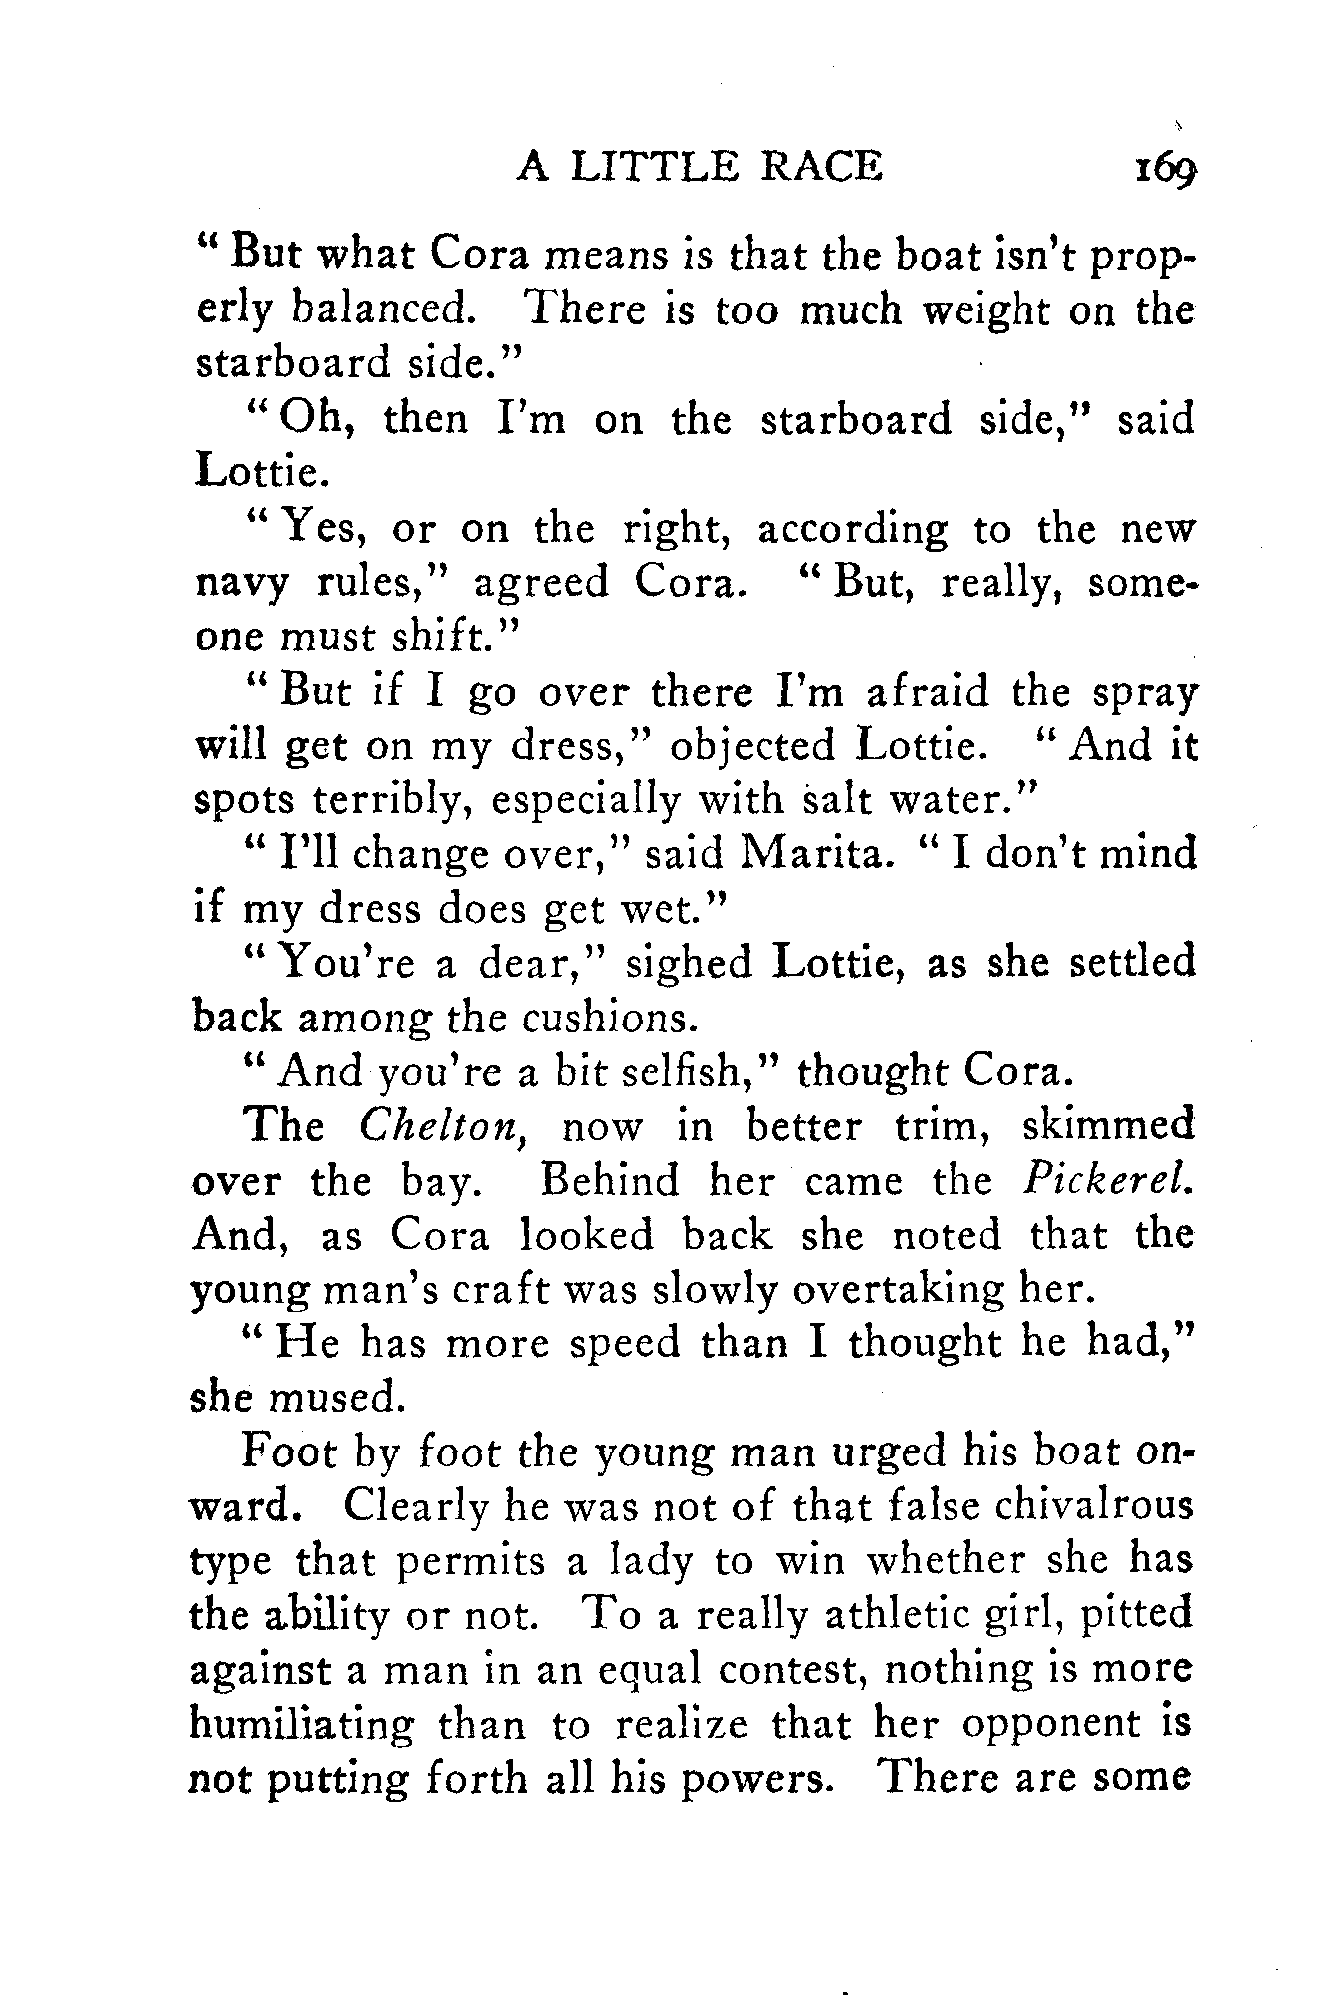 A LITTLE RACE 169
" But what Cora means is that the boat isn't prop-
erly balanced. There is too much weight on the
starboard side."
" Oh, then I'm on the starboard side," said
Lottie.
" Yes, or on the right, according to the new
navy rules," agreed Cora. " But, really, some-
one must shift."
" But if I go over there I'm afraid the spray
will get on my dress," objected Lottie. " And it
spots terribly, especially with salt water."
" I'll change over," said Marita. " I don't mind
if my dress does get wet."
" You're a dear," sighed Lottie, as she settled
back among the cushions.
" And you're a bit selfish," thought Cora.
The Chelton, now in better trim, skimmed
over the bay. Behind her came the Pickerel.
And, as Cora looked back she noted that the
young man's craft was slowly overtaking her.
" He has more speed than I thought he had,"
she mused.
Foot by foot the young man urged his boat on-
ward. Clearly he was not of that false chivalrous
type that permits a lady to win whether she has
the ability or not. To a really athletic girl, pitted
against a man in an equal contest, nothing is more
humiliating than to realize that her opponent is
not putting forth all his powers. There are some